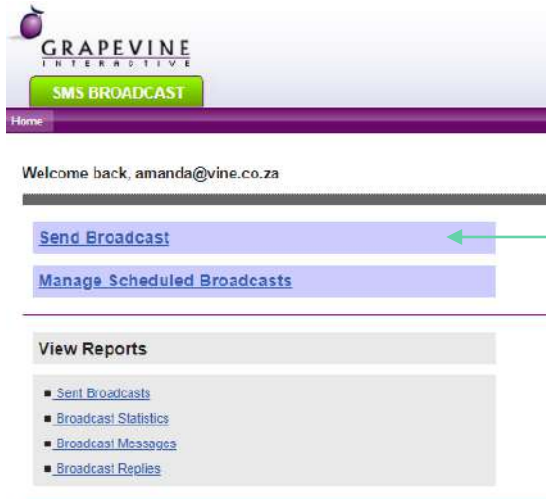 GRAPEVINE
INTERACTIVE
SMS BROADCAST
Home
Welcome back, amanda@vine.co.za
Send Broadcast
Manage Scheduled Broadcasts
View Reports
Sent Broadcasts
Broadcast Statistics
Broadcast Messages
Broadcast Replies